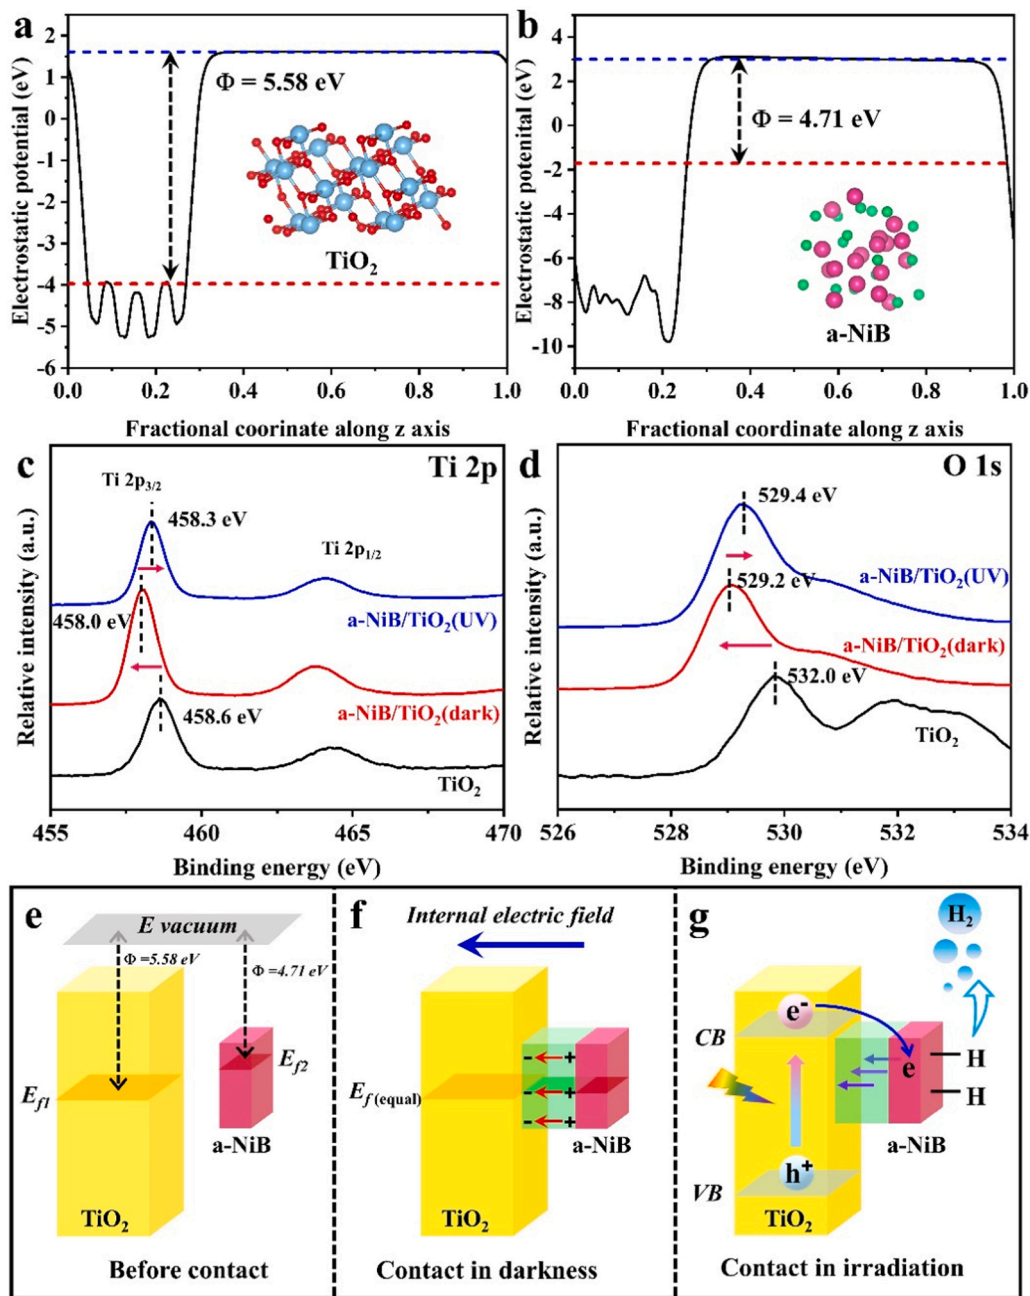 a
Electrostatic potential (eV)
2
1
0
-1
-2
-3
-4
-5
-6
Φ = 5.58 eV
TiO₂
0.0 0.2 0.4 0.6 0.8 1.0
Fractional coorinate along z axis
b
Electrostatic potenital (eV)
4
2
0
-2
-4
-6
-8
-10
Φ = 4.71 eV
a-NiB
0.0 0.2 0.4 0.6 0.8 1.0
Fractional coordinate along z axis
c
Ti 2p
Relative intensity (a.u.)
Ti 2p₃/₂
458.3 eV
Ti 2p₁/₂
a-NiB/TiO₂(UV)
458.0 eV
a-NiB/TiO₂(dark)
458.6 eV
TiO₂
455 460 465 470
Binding energy (eV)
d
O 1s
Relative intensity (a.u.)
529.4 eV
a-NiB/TiO₂(UV)
529.2 eV
a-NiB/TiO₂(dark)
532.0 eV
TiO₂
526 528 530 532 534
Binding energy (eV)
e
E vacuum
Φ =5.58 eV
Φ =4.71 eV
Ef1
Ef2
a-NiB
TiO₂
Before contact
f
Internal electric field
- +
- +
- +
Ef (equal)
a-NiB
TiO₂
Contact in darkness
g
H₂
e⁻
CB
e
H
H
a-NiB
h⁺
VB
TiO₂
Contact in irradiation